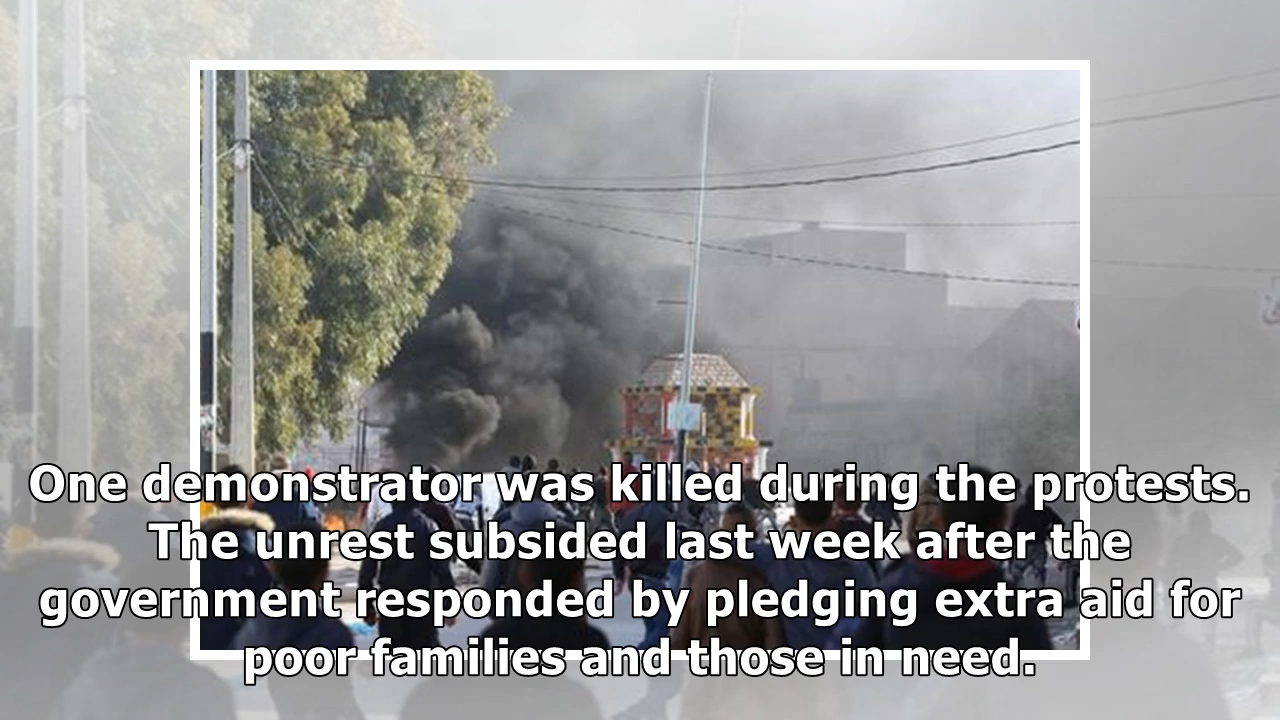 One demonstrator was killed during the protests.
The unrest subsided last week after the
government responded by pledging extra aid for
poor families and those in need.